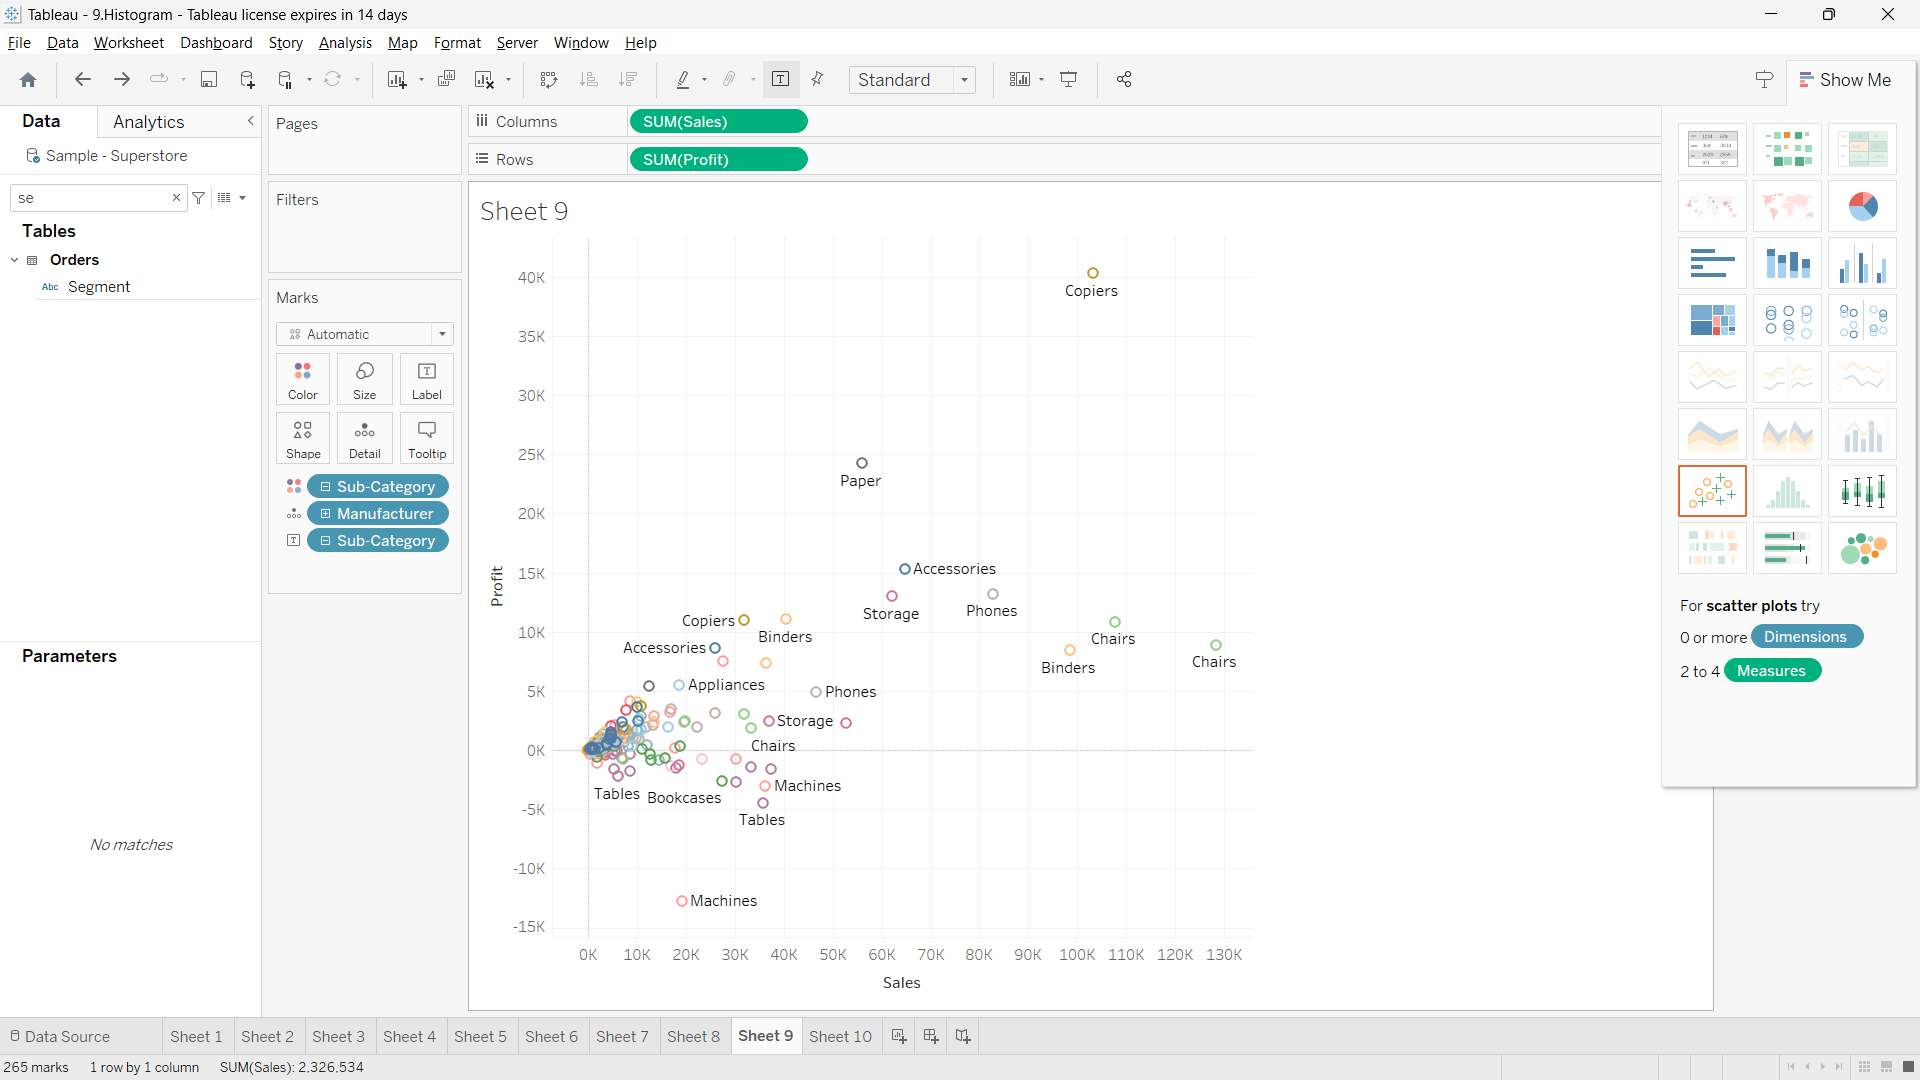 Tableau - 9.Histogram - Tableau license expires in 14 days
File Data Worksheet Dashboard Story Analysis Map Format Server Window Help
Standard
Show Me
Data
Analytics
Sample - Superstore
se
Tables
Orders
Abc Segment
Parameters
No matches
Pages
Filters
Marks
Automatic
Color
Size
Label
Shape
Detail
Tooltip
Sub-Category
Manufacturer
Sub-Category
Columns
SUM(Sales)
Rows
SUM(Profit)
Sheet 9
40K
35K
30K
25K
20K
15K
10K
5K
0K
-5K
-10K
-15K
Profit
Copiers
Paper
Accessories
Storage
Phones
Copiers
Binders
Chairs
Accessories
Binders
Chairs
Appliances
Phones
Storage
Chairs
Machines
Tables
Bookcases
Tables
Machines
0K 10K 20K 30K 40K 50K 60K 70K 80K 90K 100K 110K 120K 130K
Sales
For scatter plots try
0 or more Dimensions
2 to 4 Measures
Data Source
Sheet 1
Sheet 2
Sheet 3
Sheet 4
Sheet 5
Sheet 6
Sheet 7
Sheet 8
Sheet 9
Sheet 10
265 marks
1 row by 1 column
SUM(Sales): 2,326,534